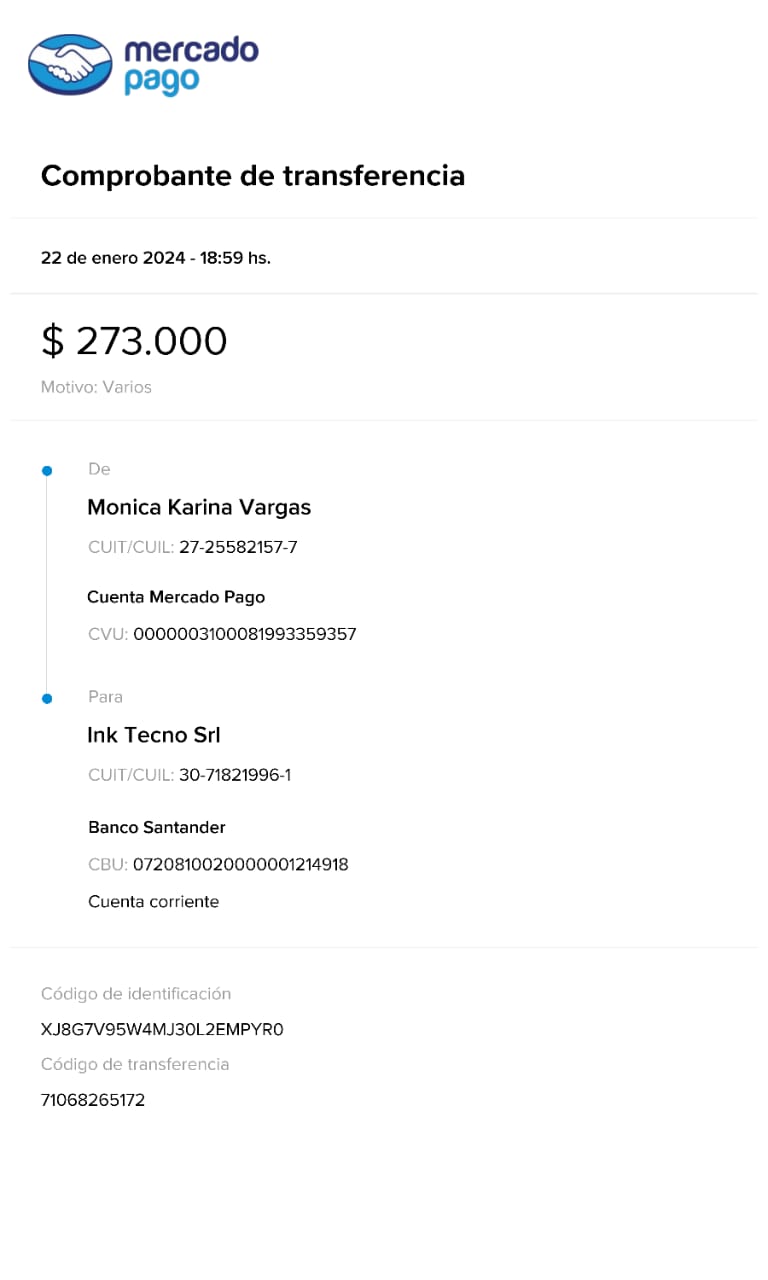 mercado
pago
Comprobante de transferencia
22 de enero 2024 - 18:59 hs.
$ 273.000
Motivo: Varios
De
Monica Karina Vargas
CUIT/CUIL: 27-25582157-7
Cuenta Mercado Pago
CVU: 0000003100081993359357
Para
Ink Tecno Srl
CUIT/CUIL: 30-71821996-1
Banco Santander
CBU: 0720810020000001214918
Cuenta corriente
Código de identificación
XJ8G7V95W4MJ30L2EMPYR0
Código de transferencia
71068265172